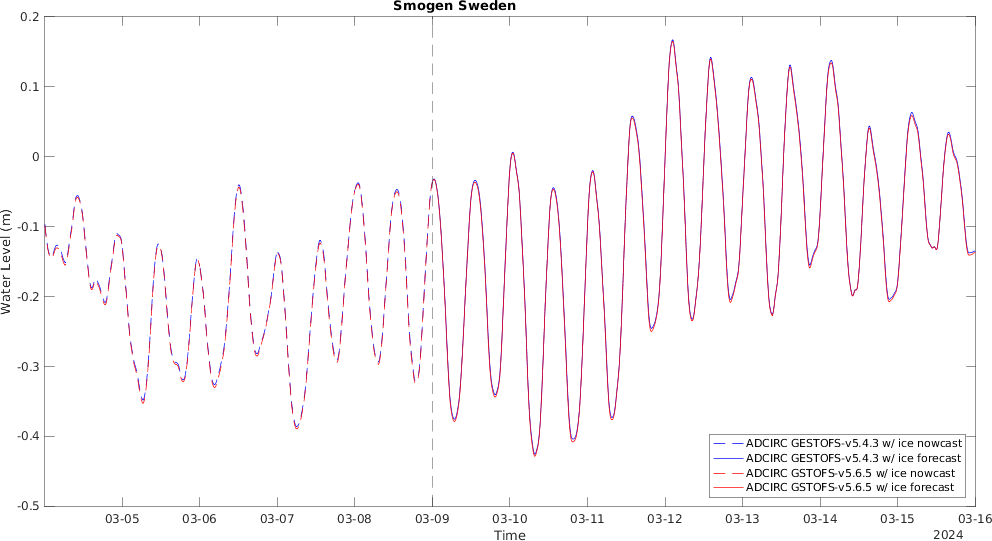 Smogen Sweden
0.2
0.1
0
-0.1
-0.2
-0.3
-0.4
-0.5
Water Level (m)
ADCIRC GESTOFS-v5.4.3 w/ ice nowcast
ADCIRC GESTOFS-v5.4.3 w/ ice forecast
ADCIRC GSTOFS-v5.6.5 w/ ice nowcast
ADCIRC GSTOFS-v5.6.5 w/ ice forecast
03-05 03-06 03-07 03-08 03-09 03-10 03-11 03-12 03-13 03-14 03-15 03-16
Time
2024